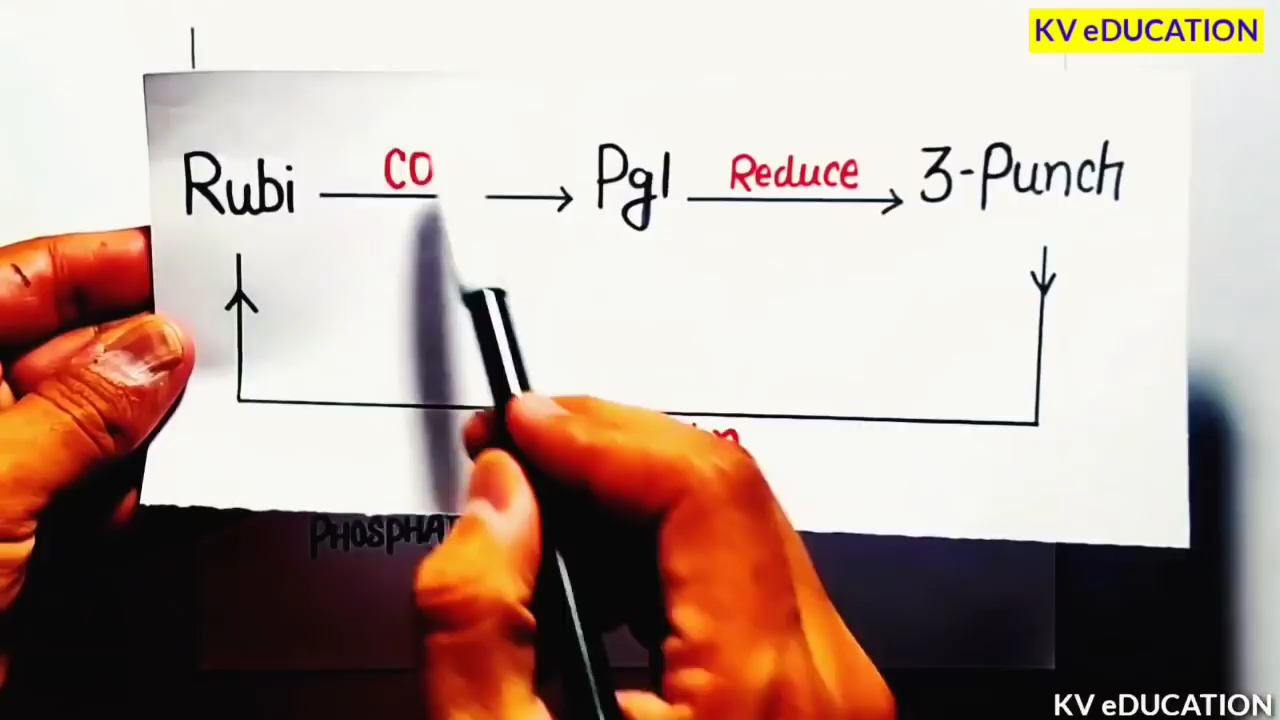 KV eDUCATION
CO
Reduce
Rubi
Pgl
3-Punch
KV eDUCATION